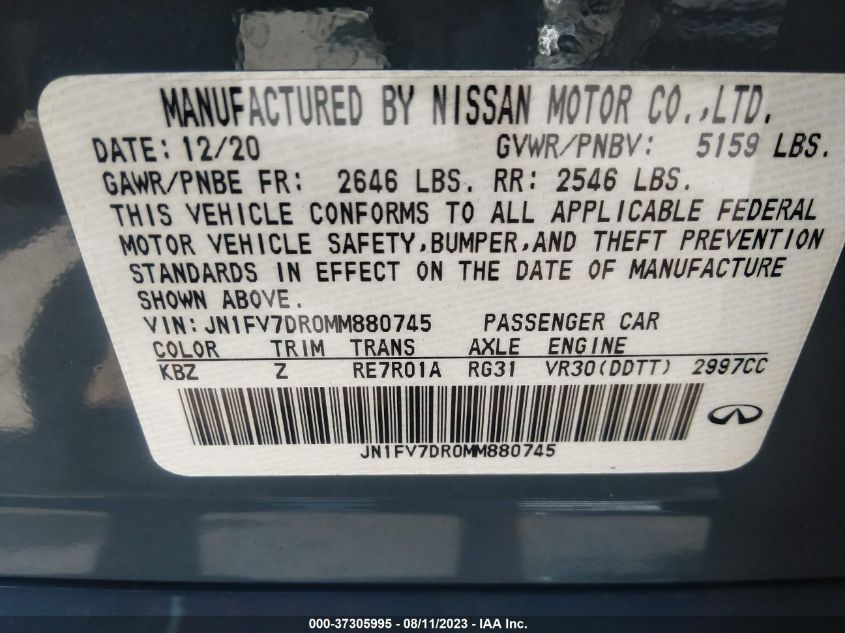 MANUFACTURED BY NISSAN MOTOR CO.,LTD.
DATE: 12/20 GVWR/PNBV: 5159 LBS.
GAWR/PNBE FR: 2646 LBS. RR: 2546 LBS.
THIS VEHICLE CONFORMS TO ALL APPLICABLE FEDERAL
MOTOR VEHICLE SAFETY,BUMPER,AND THEFT PREVENTION
STANDARDS IN EFFECT ON THE DATE OF MANUFACTURE
SHOWN ABOVE.
VIN: JN1FV7DR0MM880745 PASSENGER CAR
COLOR TRIM TRANS AXLE ENGINE
KBZ Z RE7R01A RG31 VR30(DDTT) 2997CC
JN1FV7DR0MM880745
000-37305995 - 08/11/2023 - © IAA Inc.